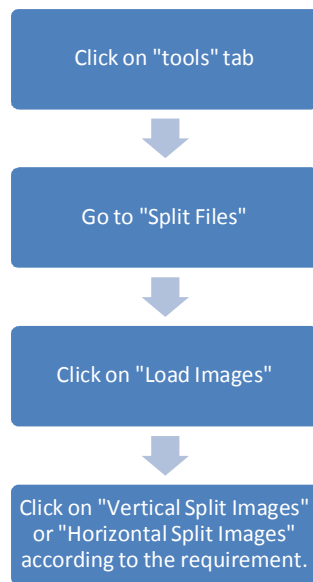 Click on "tools" tab
Go to "Split Files"
Click on "Load Images"
Click on "Vertical Split Images"
or "Horizontal Split Images"
according to the requirement.